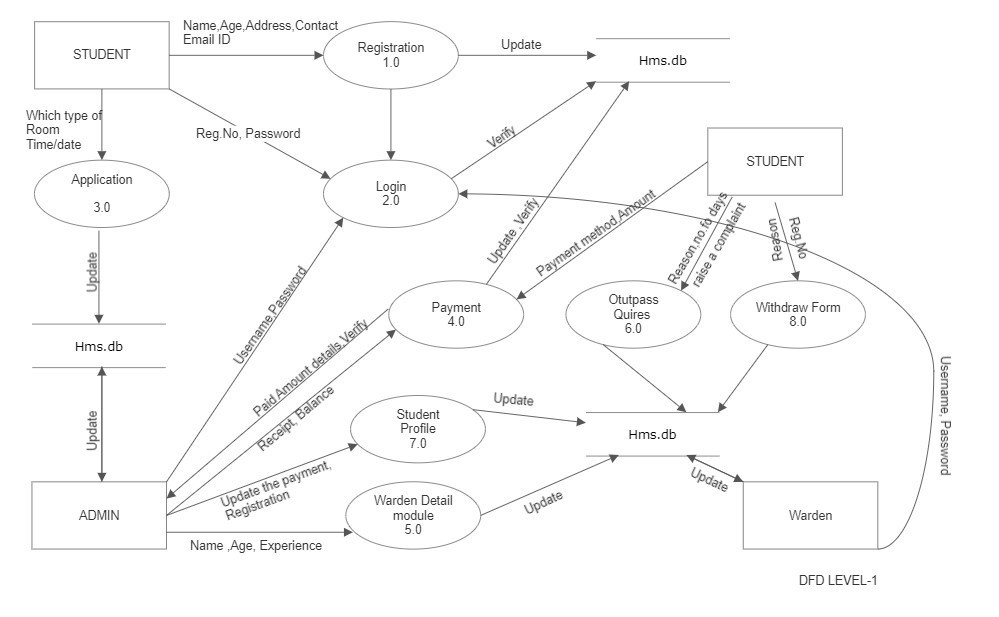 Name,Age,Address,Contact
Email ID
STUDENT
Registration
1.0
Update
Hms.db
Which type of
Room
Time/date
Reg.No, Password
Verify
STUDENT
Application
3.0
Login
2.0
Update ,Verify
Payment method,Amount
Reason,no.fo days
raise a complaint
Reg.No
Reason
Update
Username,Password
Payment
4.0
Otutpass
Quires
6.0
Withdraw Form
8.0
Hms.db
Paid Amount details,Verify
Receipt, Balance
Username, Password
Update
Student
Profile
7.0
Update
Hms.db
Update the payment,
Registration
Update
Update
ADMIN
Warden Detail
module
5.0
Warden
Name ,Age, Experience
DFD LEVEL-1